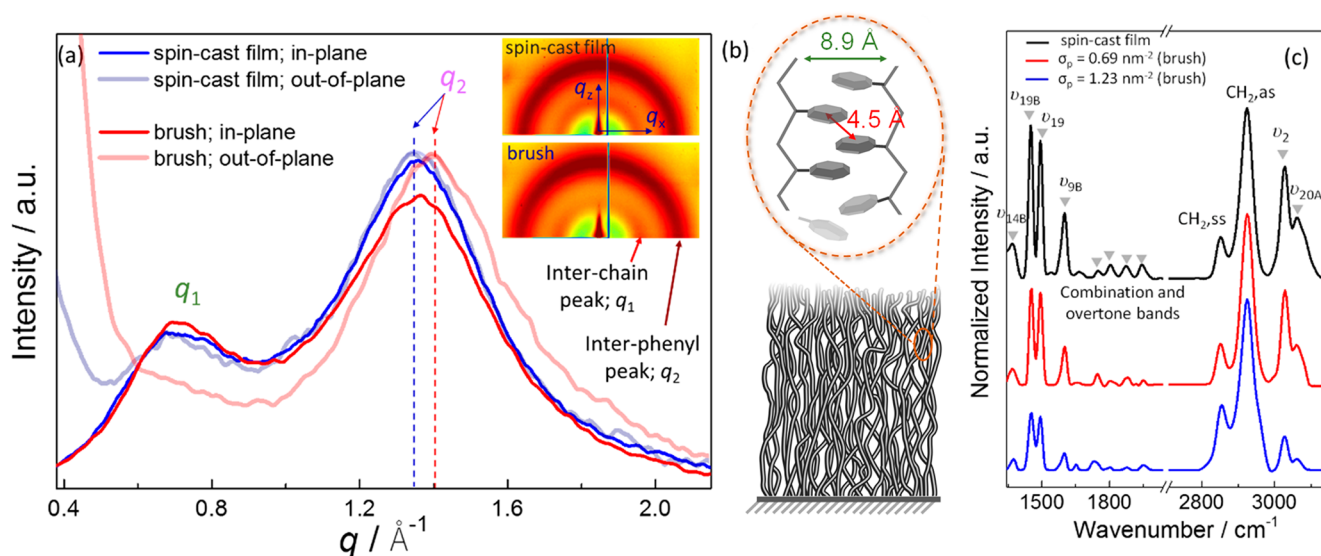 (a)
spin-cast film; in-plane
spin-cast film; out-of-plane
brush; in-plane
brush; out-of-plane
q₁
q₂
spin-cast film
q_z
q_x
brush
Inter-chain
peak; q₁
Inter-phenyl
peak; q₂
Intensity / a.u.
0.4
0.8
1.2
1.6
2.0
q / Å⁻¹
(b)
8.9 Å
4.5 Å
(c)
spin-cast film
σₚ = 0.69 nm⁻² (brush)
σₚ = 1.23 nm⁻² (brush)
υ₁₉B
υ₁₉
υ₉B
υ₁₄B
CH₂,as
CH₂,ss
υ₂
υ₂₀A
Combination and
overtone bands
Normalized Intensity / a.u.
1500
1800
2800
3000
Wavenumber / cm⁻¹